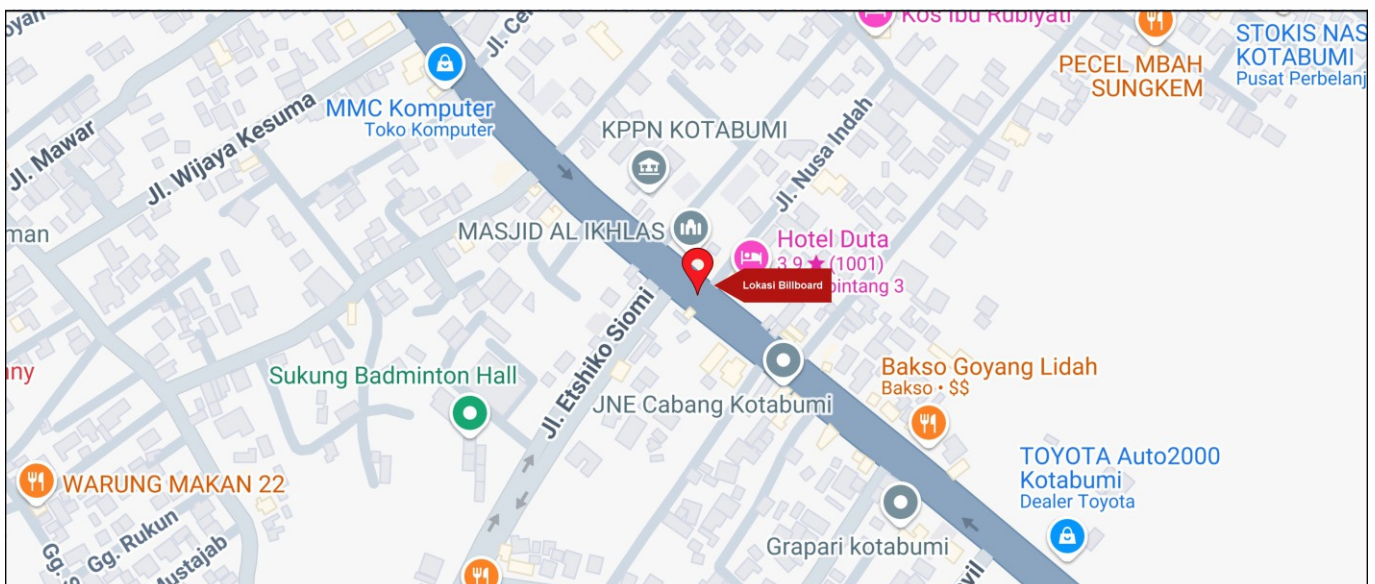 Kos Ibu Rubiyati
STOKIS NAS
KOTABUMI
Pusat Perbelanj
PECEL MBAH
SUNGKEM
MMC Komputer
Toko Komputer
KPPN KOTABUMI
Jl. Mawar
Jl. Wijaya Kesuma
Jl. Nusa Indah
man
MASJID AL IKHLAS
Hotel Duta
3,9 ★ (1001)
bintang 3
Lokasi Billboard
Jl. Etshiko Siomi
ny
Sukung Badminton Hall
JNE Cabang Kotabumi
Bakso Goyang Lidah
Bakso • $$
TOYOTA Auto2000
Kotabumi
Dealer Toyota
WARUNG MAKAN 22
Gg. Rukun
Mustajab
Gg.
Grapari kotabumi
vil